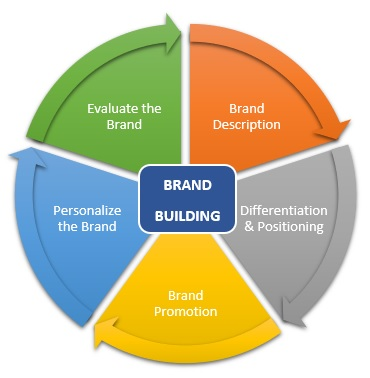 Evaluate the
Brand
Brand
Description
BRAND
BUILDING
Personalize
the Brand
Differentiation
& Positioning
Brand
Promotion